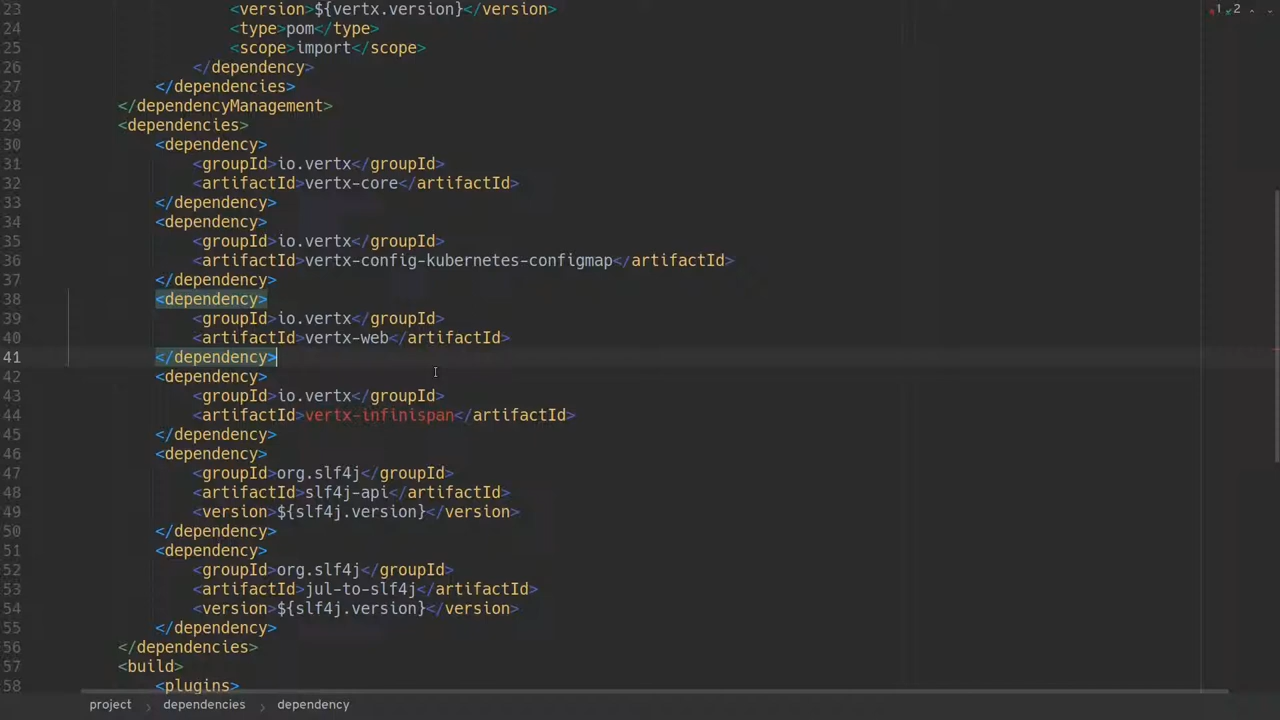 23 <version>${vertx.version}</version>
1 2
24 <type>pom</type>
25 <scope>import</scope>
26 </dependency>
27 </dependencies>
28 </dependencyManagement>
29 <dependencies>
30 <dependency>
31 <groupId>io.vertx</groupId>
32 <artifactId>vertx-core</artifactId>
33 </dependency>
34 <dependency>
35 <groupId>io.vertx</groupId>
36 <artifactId>vertx-config-kubernetes-configmap</artifactId>
37 </dependency>
38 <dependency>
39 <groupId>io.vertx</groupId>
40 <artifactId>vertx-web</artifactId>
41 </dependency>
42 <dependency>
43 <groupId>io.vertx</groupId>
44 <artifactId>vertx-infinispan</artifactId>
45 </dependency>
46 <dependency>
47 <groupId>org.slf4j</groupId>
48 <artifactId>slf4j-api</artifactId>
49 <version>${slf4j.version}</version>
50 </dependency>
51 <dependency>
52 <groupId>org.slf4j</groupId>
53 <artifactId>jul-to-slf4j</artifactId>
54 <version>${slf4j.version}</version>
55 </dependency>
56 </dependencies>
57 <build>
58 <plugins>
project › dependencies › dependency